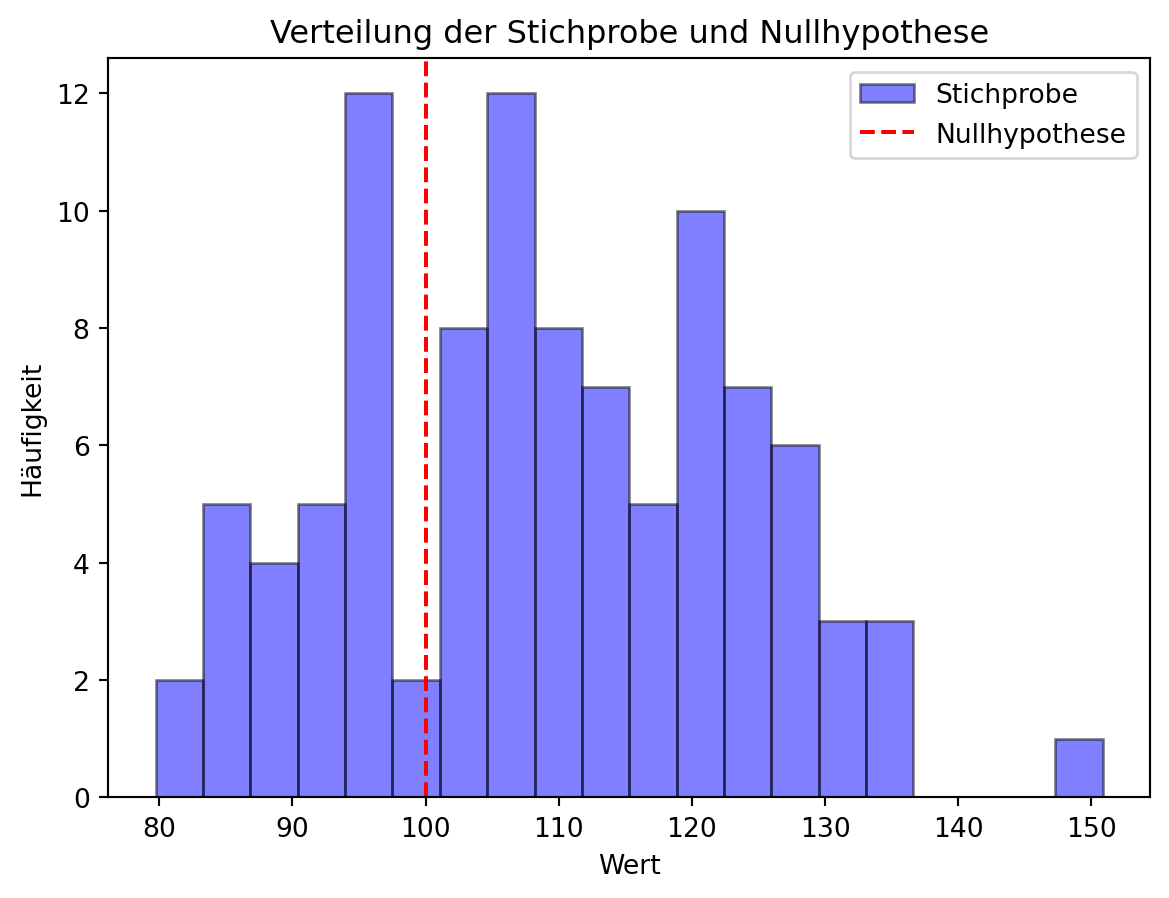 Verteilung der Stichprobe und Nullhypothese
Stichprobe
Nullhypothese
12
10
8
6
4
2
0
Häufigkeit
80 90 100 110 120 130 140 150
Wert